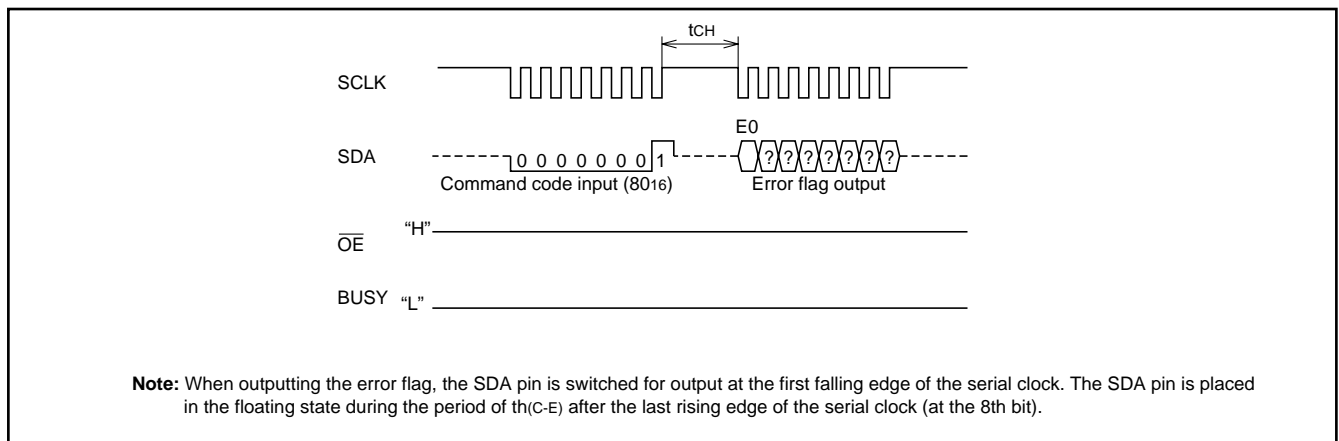 tCH
SCLK
E0
SDA
0 0 0 0 0 0 0 1
? ? ? ? ? ? ?
Command code input (8016)
Error flag output
OE
“H”
BUSY
“L”
Note: When outputting the error flag, the SDA pin is switched for output at the first falling edge of the serial clock. The SDA pin is placed
in the floating state during the period of th(C-E) after the last rising edge of the serial clock (at the 8th bit).